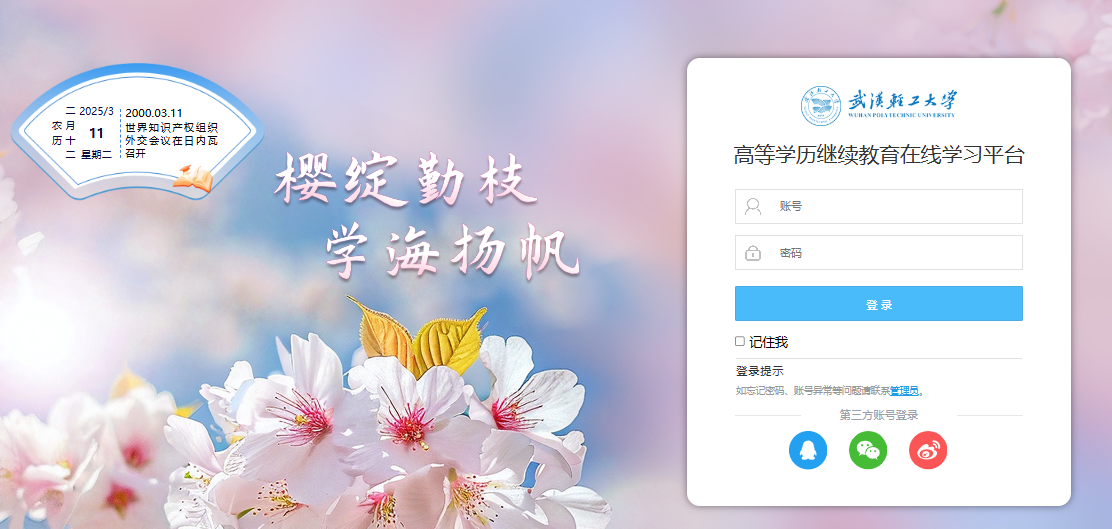 二月十二
农历
2025/3
11
星期二
2000.03.11
世界知识产权组织
外交会议在日内瓦
召开
樱绽勤枝
学海扬帆
武汉轻工大学
WUHAN POLYTECHNIC UNIVERSITY
高等学历继续教育在线学习平台
账号
密码
登 录
记住我
登录提示
如忘记密码、账号异常等问题请联系管理员。
第三方账号登录